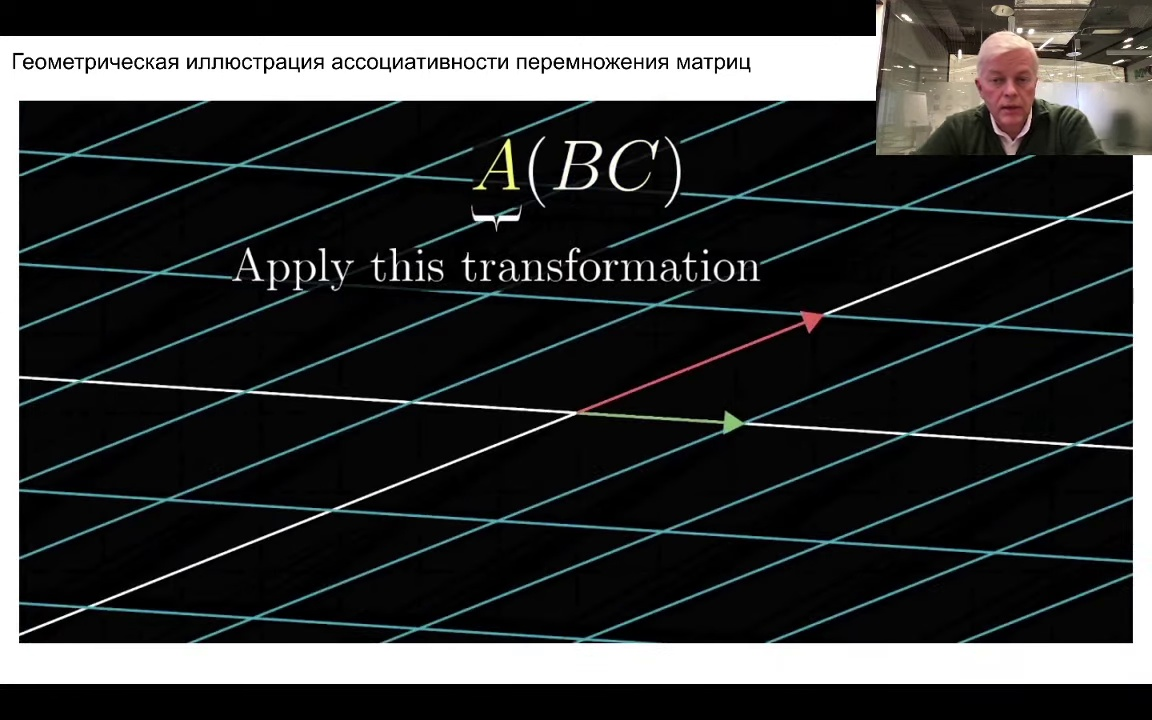 Геометрическая иллюстрация ассоциативности перемножения матриц
A(BC)
Apply this transformation